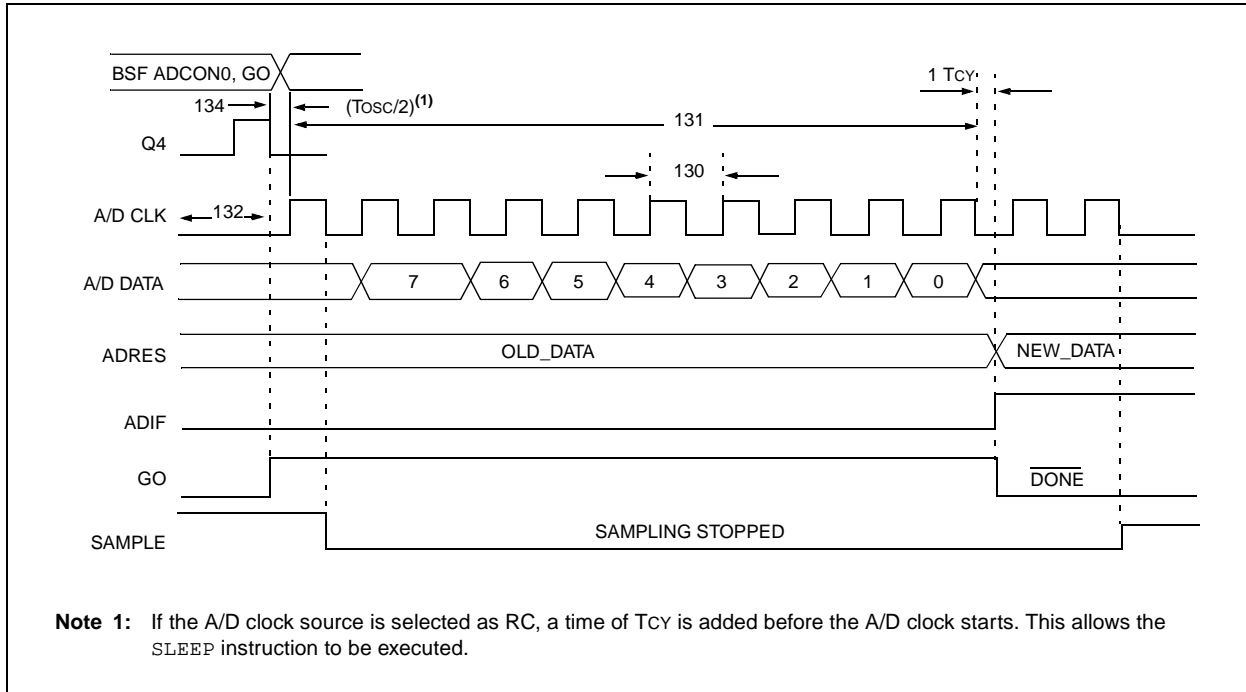 BSF ADCON0, GO
1 TCY
134
(TOSC/2)(1)
131
Q4
130
A/D CLK
132
A/D DATA
7 6 5 4 3 2 1 0
ADRES
OLD_DATA
NEW_DATA
ADIF
GO
DONE
SAMPLE
SAMPLING STOPPED
Note 1: If the A/D clock source is selected as RC, a time of TCY is added before the A/D clock starts. This allows the
SLEEP instruction to be executed.